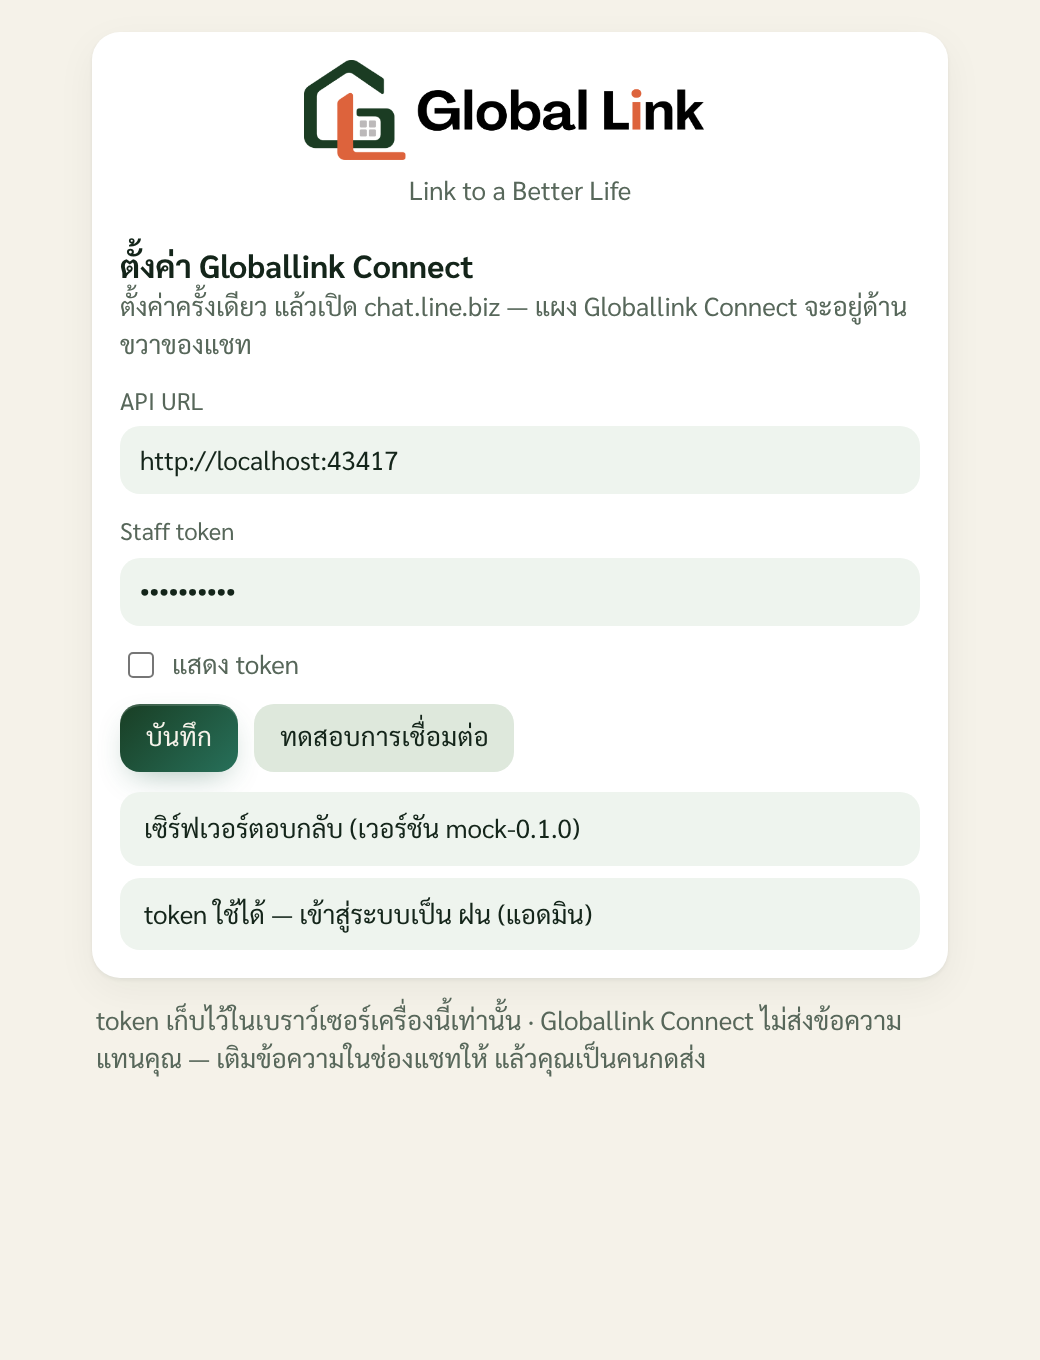 Global Link
Link to a Better Life
ตั้งค่า Globallink Connect
ตั้งค่าครั้งเดียว แล้วเปิด chat.line.biz — แผง Globallink Connect จะอยู่ด้าน
ขวาของแชท
API URL
http://localhost:43417
Staff token
••••••••••
แสดง token
บันทึก
ทดสอบการเชื่อมต่อ
เซิร์ฟเวอร์ตอบกลับ (เวอร์ชัน mock-0.1.0)
token ใช้ได้ — เข้าสู่ระบบเป็น ฝน (แอดมิน)
token เก็บไว้ในเบราว์เซอร์เครื่องนี้เท่านั้น · Globallink Connect ไม่ส่งข้อความ
แทนคุณ — เติมข้อความในช่องแชทให้ แล้วคุณเป็นคนกดส่ง